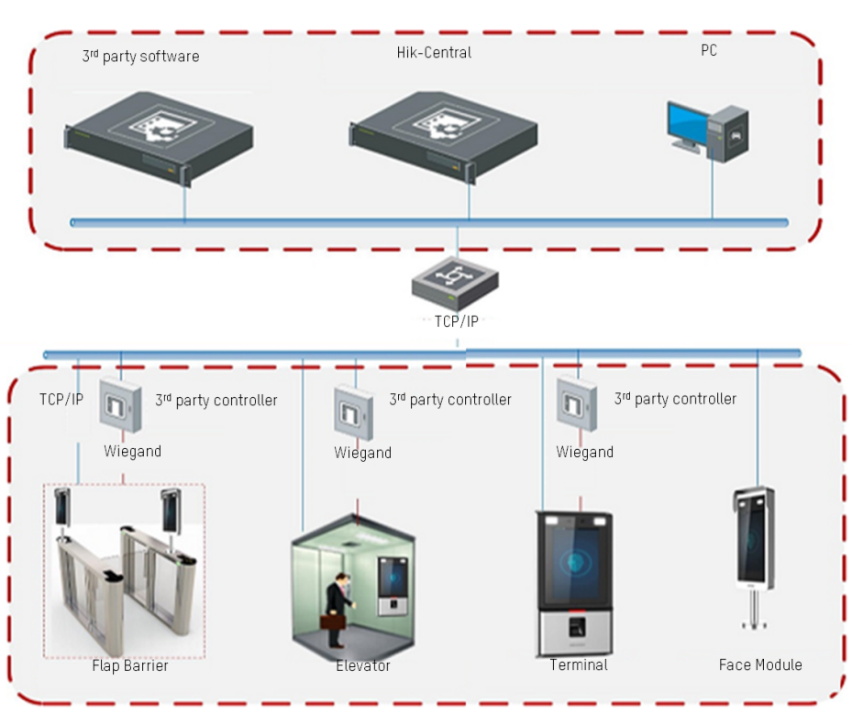 3rd party software
Hik-Central
PC
TCP/IP
TCP/IP
3rd party controller
3rd party controller
3rd party controller
Wiegand
Wiegand
Wiegand
Flap Barrier
Elevator
Terminal
Face Module